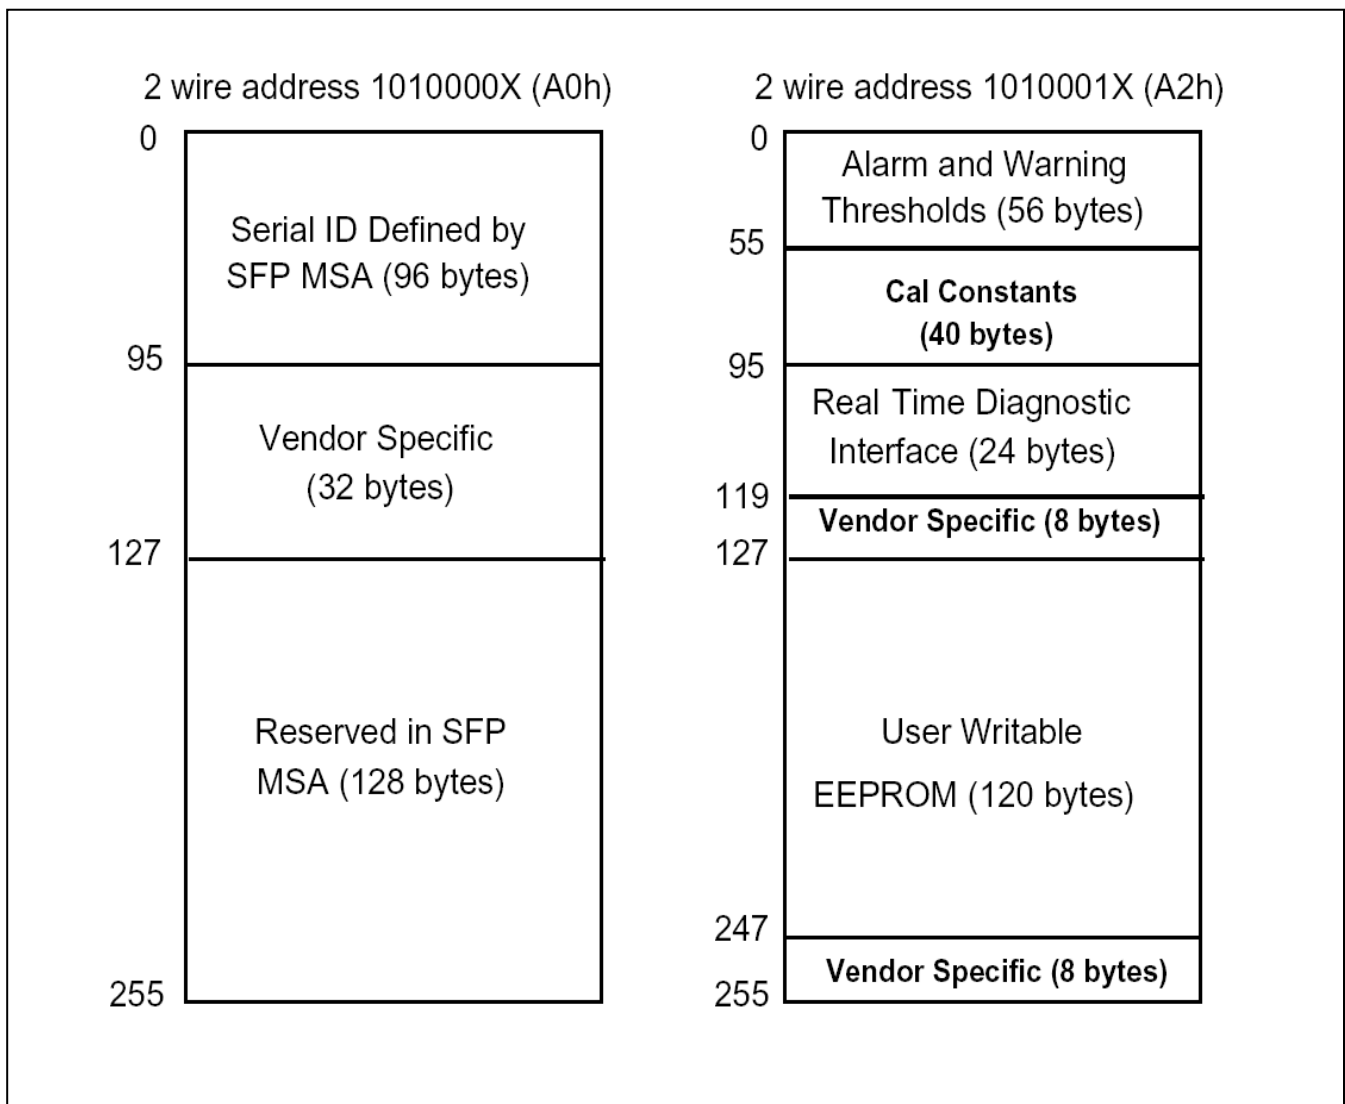 2 wire address 1010000X (A0h)
0
Serial ID Defined by
SFP MSA (96 bytes)
95
Vendor Specific
(32 bytes)
127
Reserved in SFP
MSA (128 bytes)
255
2 wire address 1010001X (A2h)
0
Alarm and Warning
Thresholds (56 bytes)
55
Cal Constants
(40 bytes)
95
Real Time Diagnostic
Interface (24 bytes)
119
Vendor Specific (8 bytes)
127
User Writable
EEPROM (120 bytes)
247
Vendor Specific (8 bytes)
255